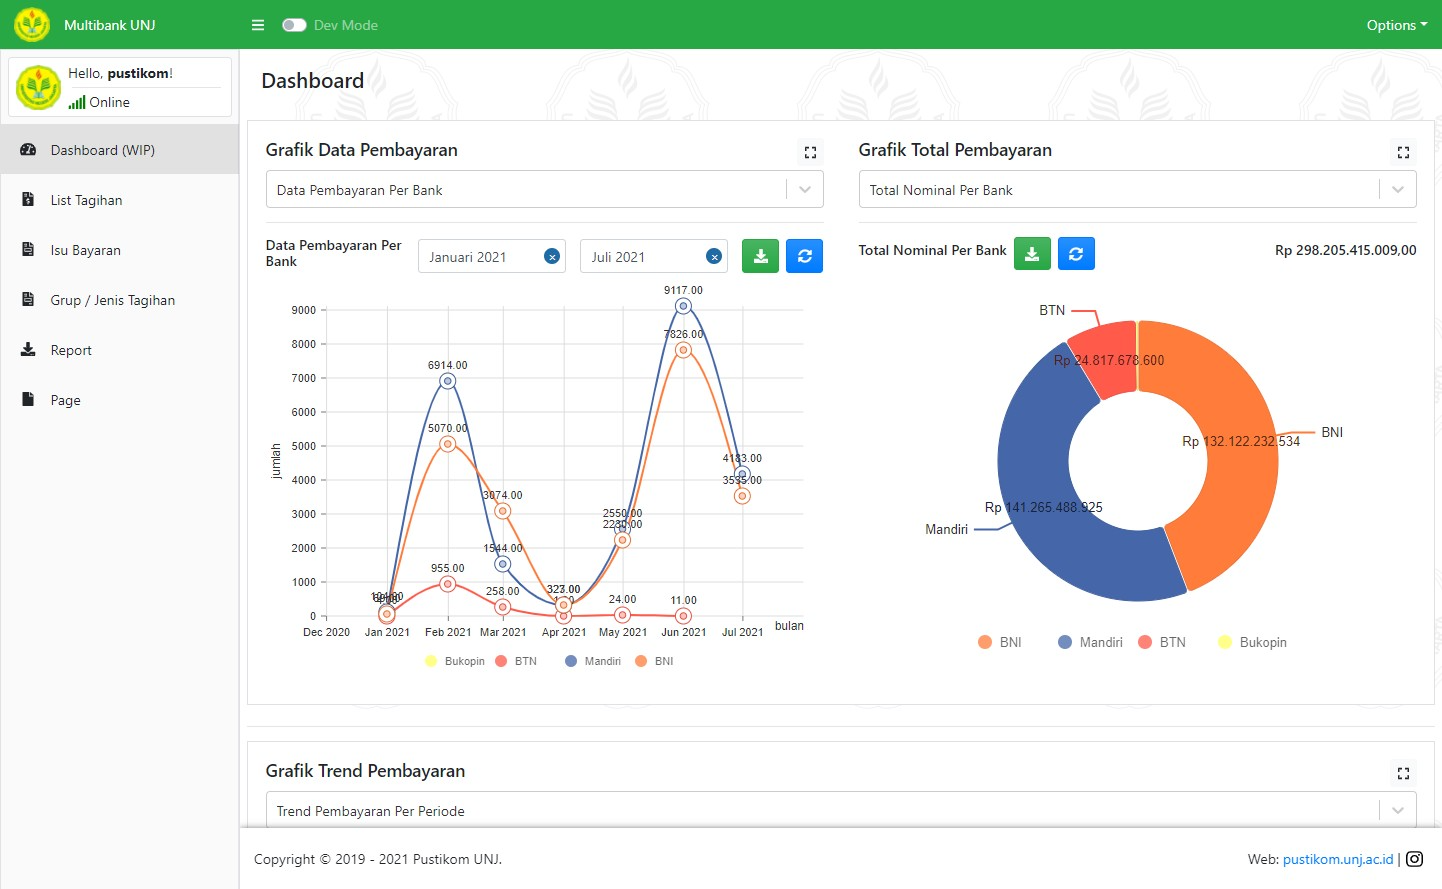 Multibank UNJ
Dev Mode
Options
Hello, pustikom!
Online
Dashboard (WIP)
List Tagihan
Isu Bayaran
Grup / Jenis Tagihan
Report
Page
Dashboard
Grafik Data Pembayaran
Data Pembayaran Per Bank
Data Pembayaran Per
Bank
Januari 2021
Juli 2021
jumlah
9000
8000
7000
6000
5000
4000
3000
2000
1000
0
9117.00
7826.00
6914.00
5070.00
4183.00
3535.00
3074.00
2550.00
2230.00
1544.00
955.00
258.00
24.00
11.00
Dec 2020
Jan 2021
Feb 2021
Mar 2021
Apr 2021
May 2021
Jun 2021
Jul 2021
bulan
Bukopin
BTN
Mandiri
BNI
Grafik Total Pembayaran
Total Nominal Per Bank
Total Nominal Per Bank
Rp 298.205.415.009,00
BTN
Rp 24.817.678.600
BNI
Rp 132.122.232.534
Rp 141.265.488.925
Mandiri
BNI
Mandiri
BTN
Bukopin
Grafik Trend Pembayaran
Trend Pembayaran Per Periode
Copyright © 2019 - 2021 Pustikom UNJ.
Web: pustikom.unj.ac.id |